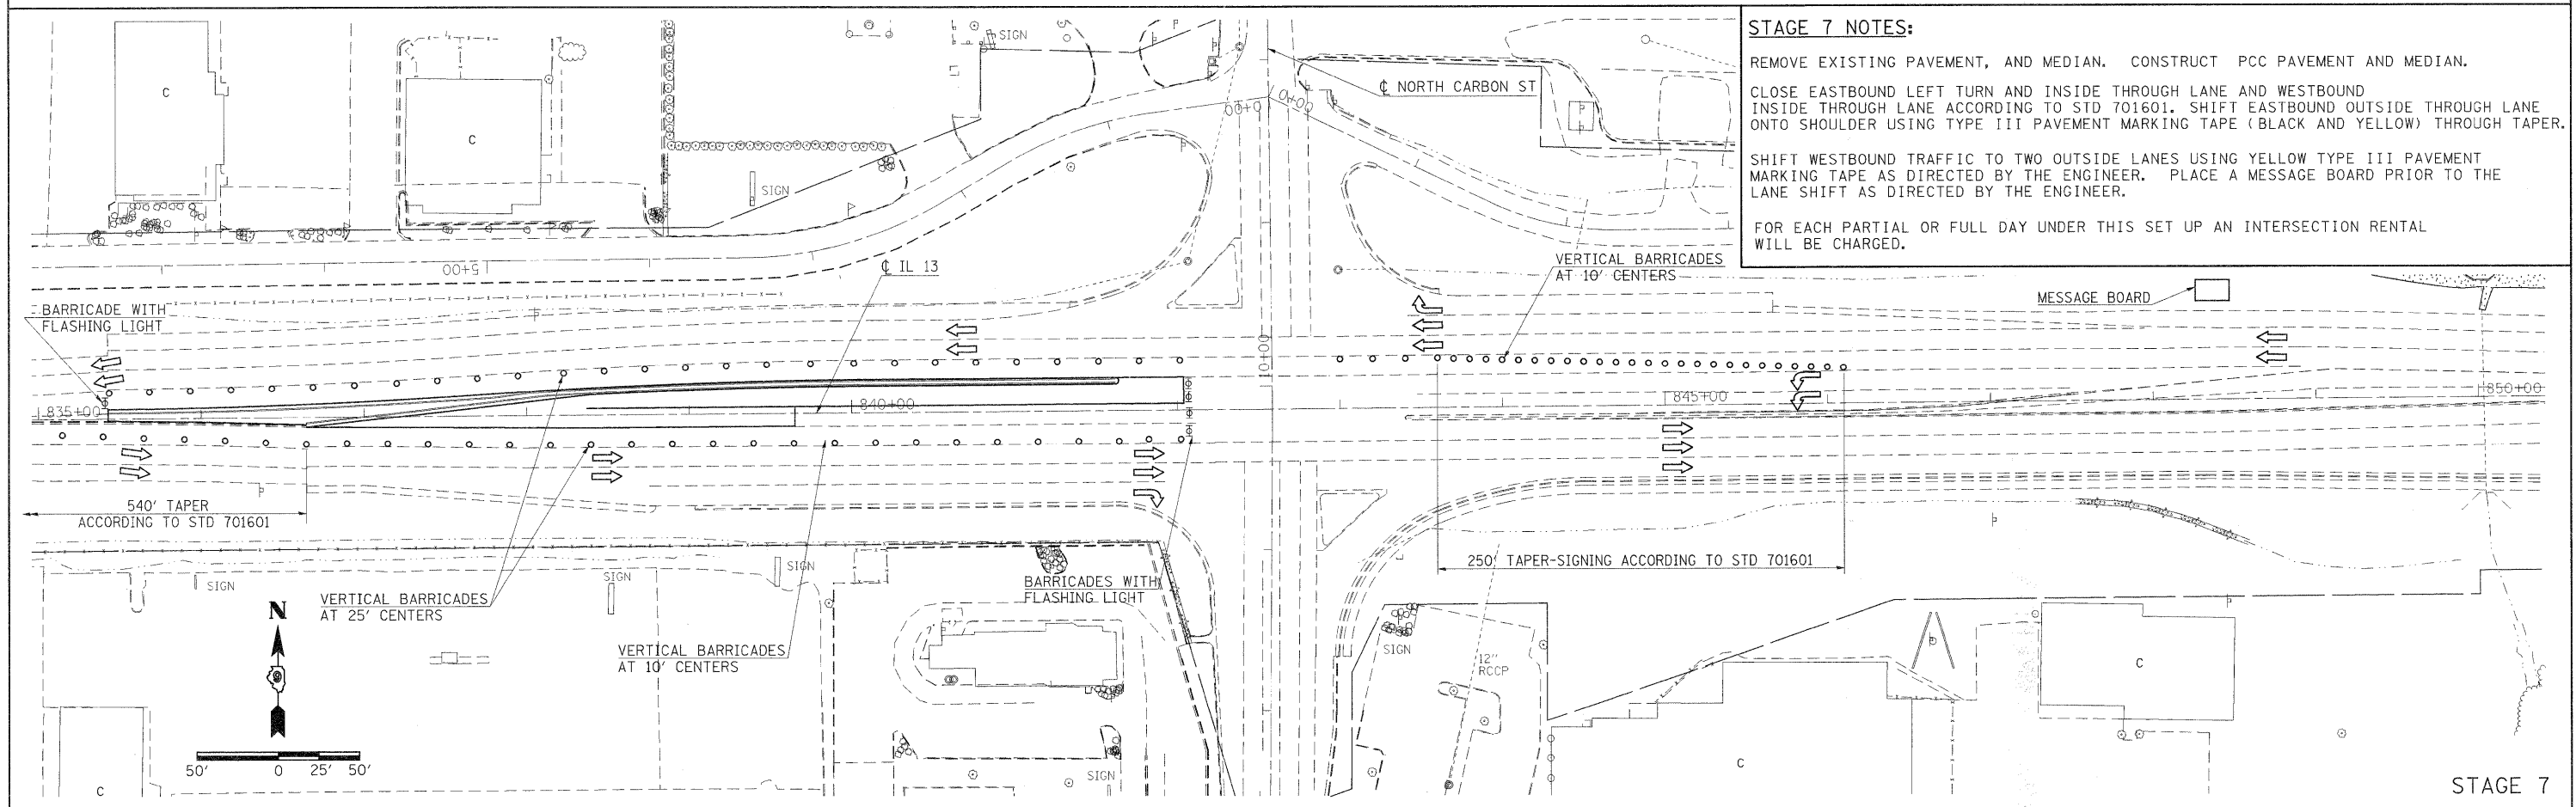 STAGE 7 NOTES:
REMOVE EXISTING PAVEMENT, AND MEDIAN. CONSTRUCT PCC PAVEMENT AND MEDIAN.
CLOSE EASTBOUND LEFT TURN AND INSIDE THROUGH LANE AND WESTBOUND
INSIDE THROUGH LANE ACCORDING TO STD 701601. SHIFT EASTBOUND OUTSIDE THROUGH LANE
ONTO SHOULDER USING TYPE III PAVEMENT MARKING TAPE (BLACK AND YELLOW) THROUGH TAPER.
SHIFT WESTBOUND TRAFFIC TO TWO OUTSIDE LANES USING YELLOW TYPE III PAVEMENT
MARKING TAPE AS DIRECTED BY THE ENGINEER. PLACE A MESSAGE BOARD PRIOR TO THE
LANE SHIFT AS DIRECTED BY THE ENGINEER.
FOR EACH PARTIAL OR FULL DAY UNDER THIS SET UP AN INTERSECTION RENTAL
WILL BE CHARGED.
SIGN
C
C
℄ NORTH CARBON ST
0+00
0+00
SIGN
5+00
℄ IL 13
VERTICAL BARRICADES
AT 10' CENTERS
MESSAGE BOARD
BARRICADE WITH
FLASHING LIGHT
10+00
835+00
840+00
845+00
850+00
540' TAPER
ACCORDING TO STD 701601
250' TAPER-SIGNING ACCORDING TO STD 701601
SIGN
SIGN
SIGN
BARRICADES WITH
FLASHING LIGHT
VERTICAL BARRICADES
AT 25' CENTERS
N
VERTICAL BARRICADES
AT 10' CENTERS
SIGN
12"
RCCP
C
C
50' 0 25' 50'
SIGN
C
STAGE 7